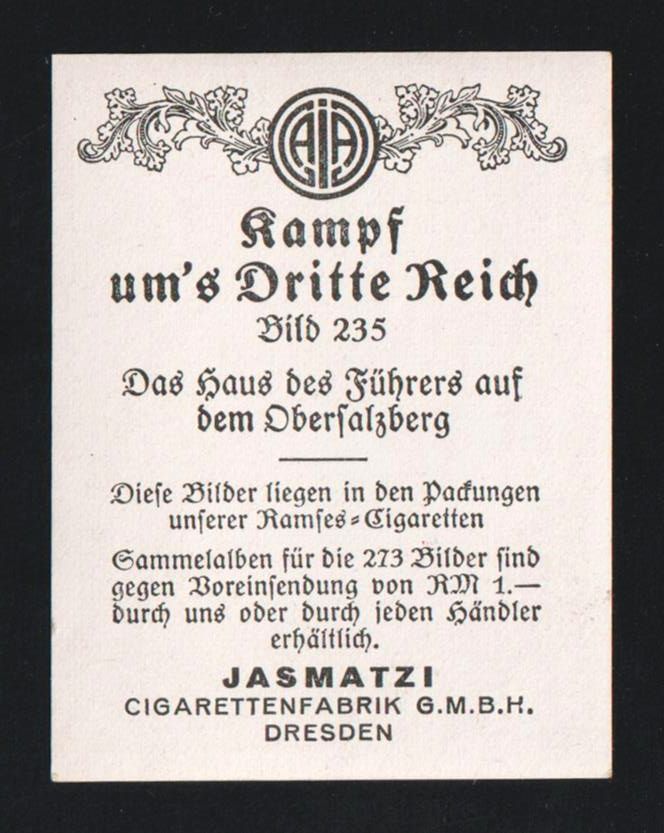 Kampf
um's Dritte Reich
Bild 235
Das Haus des Führers auf
dem Obersalzberg
Diese Bilder liegen in den Packungen
unserer Ramses-Cigaretten
Sammelalben für die 273 Bilder sind
gegen Voreinsendung von RM 1.—
durch uns oder durch jeden Händler
erhältlich.
JASMATZI
CIGARETTENFABRIK G.M.B.H.
DRESDEN